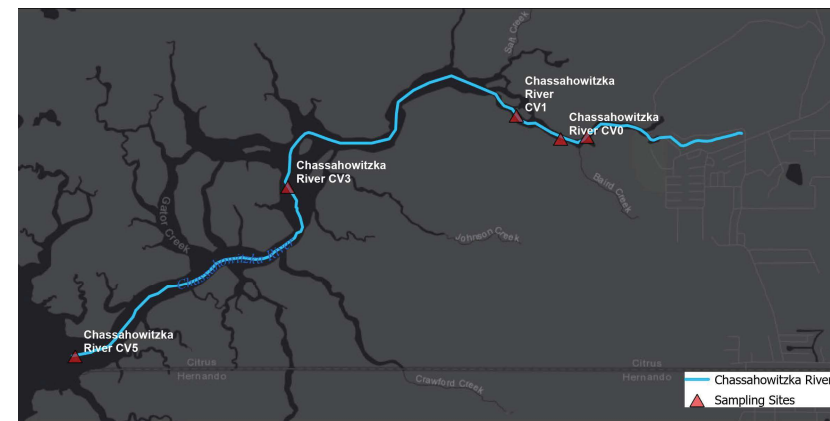 Salt Creek
Chassahowitzka
River
CV1
Chassahowitzka
River CV0
Chassahowitzka
River CV3
Baird Creek
Gator Creek
Johnson Creek
Chassahowitzka
River CV5
Citrus
Hernando
Citrus
Hernando
Crawford Creek
Chassahowitzka River
Sampling Sites